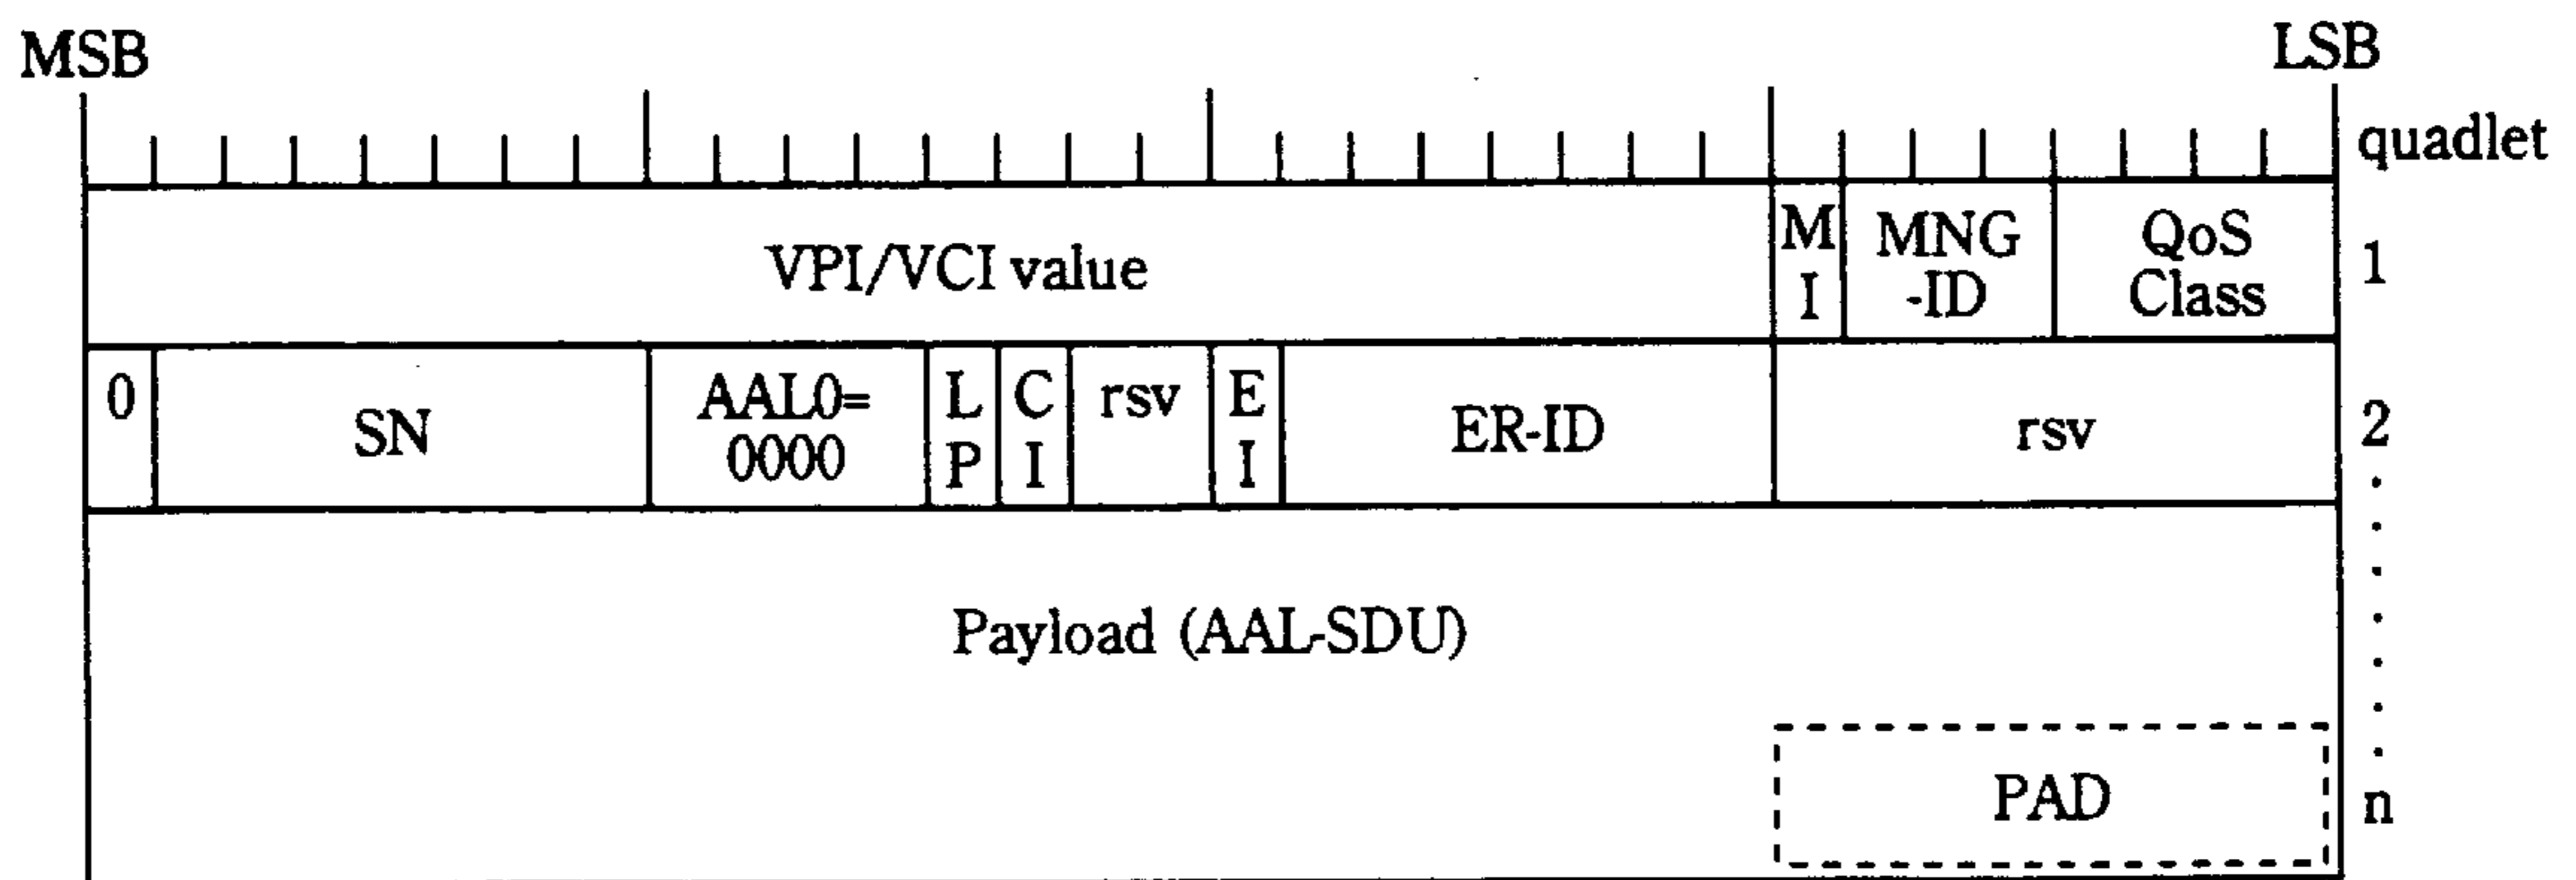 MSB
LSB
quadlet
VPI/VCI value
M
I
MNG
-ID
QoS
Class
1
0
SN
AAL0=
0000
L
P
C
I
rsv
E
I
ER-ID
rsv
2
Payload (AAL-SDU)
PAD
n